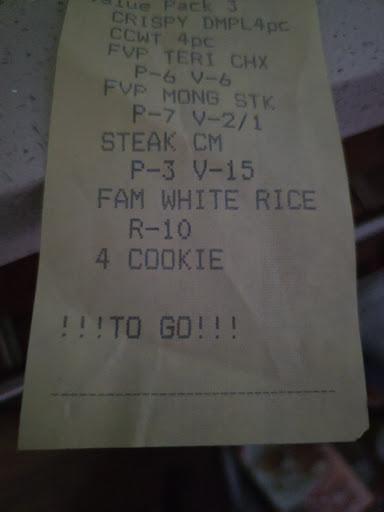 Value Pack 3
CRISPY DMPL4pc
CCWT 4pc
FVP TERI CHX
P-6 V-6
FVP MONG STK
P-7 V-2/1
STEAK CM
P-3 V-15
FAM WHITE RICE
R-10
4 COOKIE
!!!TO GO!!!